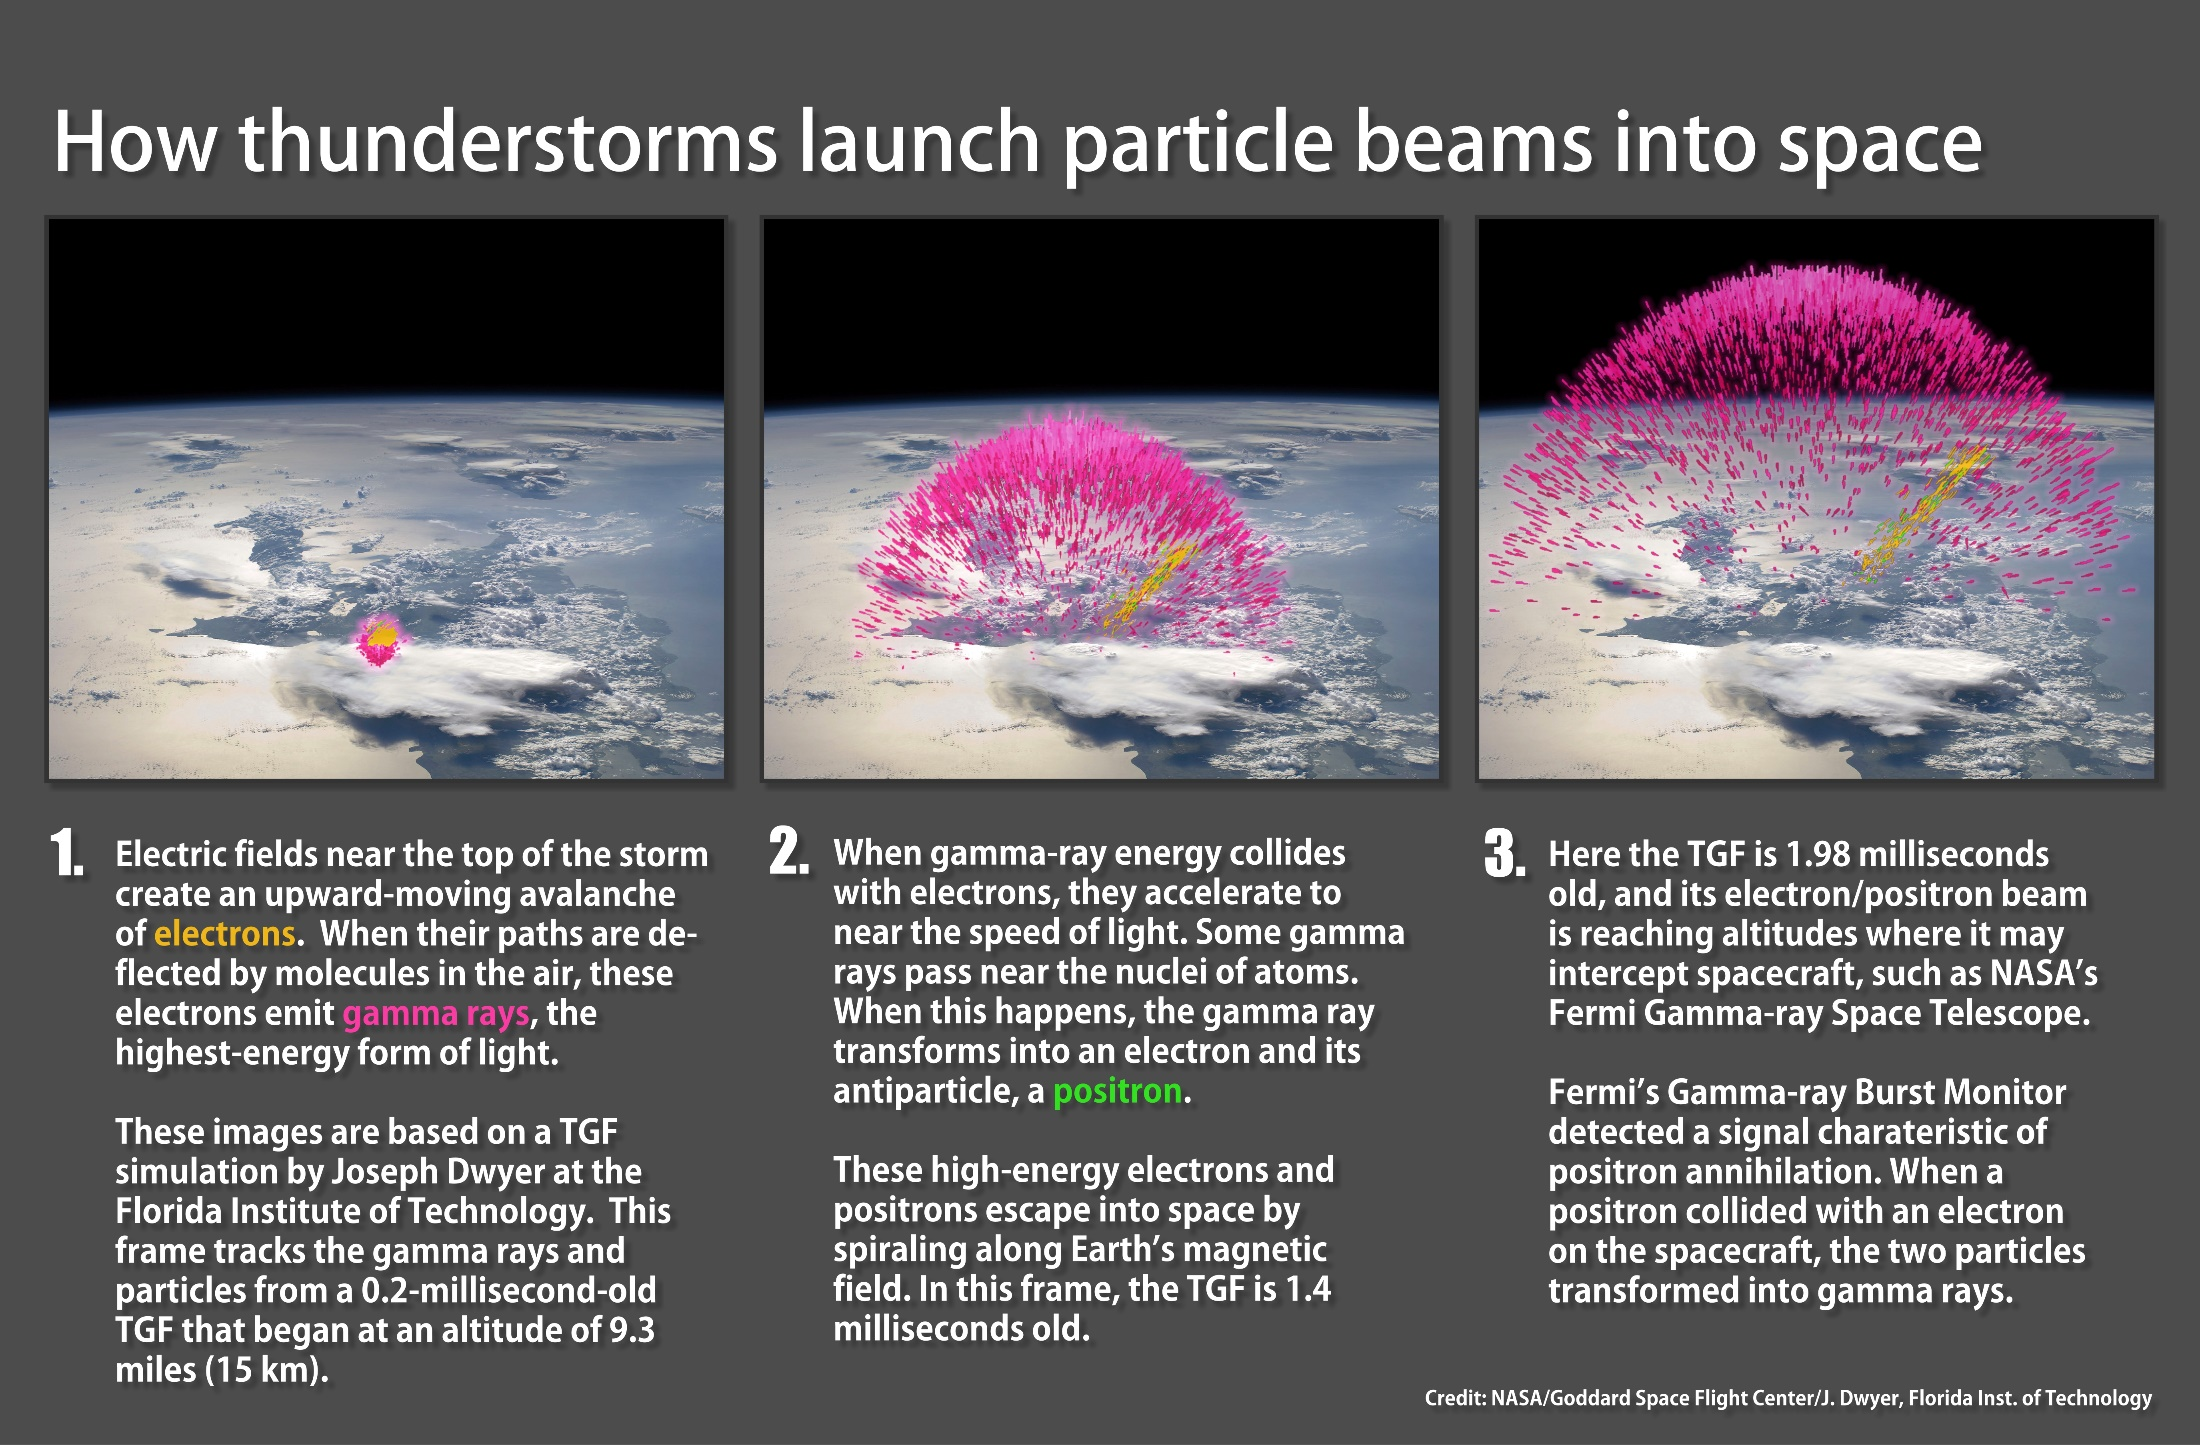 How thunderstorms launch particle beams into space
1.
Electric fields near the top of the storm
create an upward-moving avalanche
of electrons.  When their paths are de-
flected by molecules in the air, these
electrons emit gamma rays, the
highest-energy form of light.
These images are based on a TGF
simulation by Joseph Dwyer at the
Florida Institute of Technology.  This
frame tracks the gamma rays and
particles from a 0.2-millisecond-old
TGF that began at an altitude of 9.3
miles (15 km).
2.
When gamma-ray energy collides
with electrons, they accelerate to
near the speed of light. Some gamma
rays pass near the nuclei of atoms.
When this happens, the gamma ray
transforms into an electron and its
antiparticle, a positron.
These high-energy electrons and
positrons escape into space by
spiraling along Earth's magnetic
field. In this frame, the TGF is 1.4
milliseconds old.
3.
Here the TGF is 1.98 milliseconds
old, and its electron/positron beam
is reaching altitudes where it may
intercept spacecraft, such as NASA's
Fermi Gamma-ray Space Telescope.
Fermi's Gamma-ray Burst Monitor
detected a signal charateristic of
positron annihilation. When a
positron collided with an electron
on the spacecraft, the two particles
transformed into gamma rays.
Credit: NASA/Goddard Space Flight Center/J. Dwyer, Florida Inst. of Technology